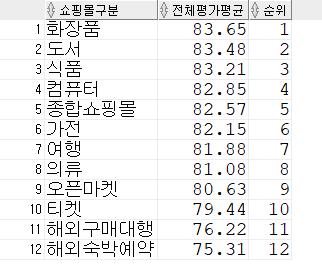 쇼핑몰구분 전체평가평균 순위
1 화장품 83.65 1
2 도서 83.48 2
3 식품 83.21 3
4 컴퓨터 82.85 4
5 종합쇼핑몰 82.57 5
6 가전 82.15 6
7 여행 81.88 7
8 의류 81.08 8
9 오픈마켓 80.63 9
10 티켓 79.44 10
11 해외구매대행 76.22 11
12 해외숙박예약 75.31 12